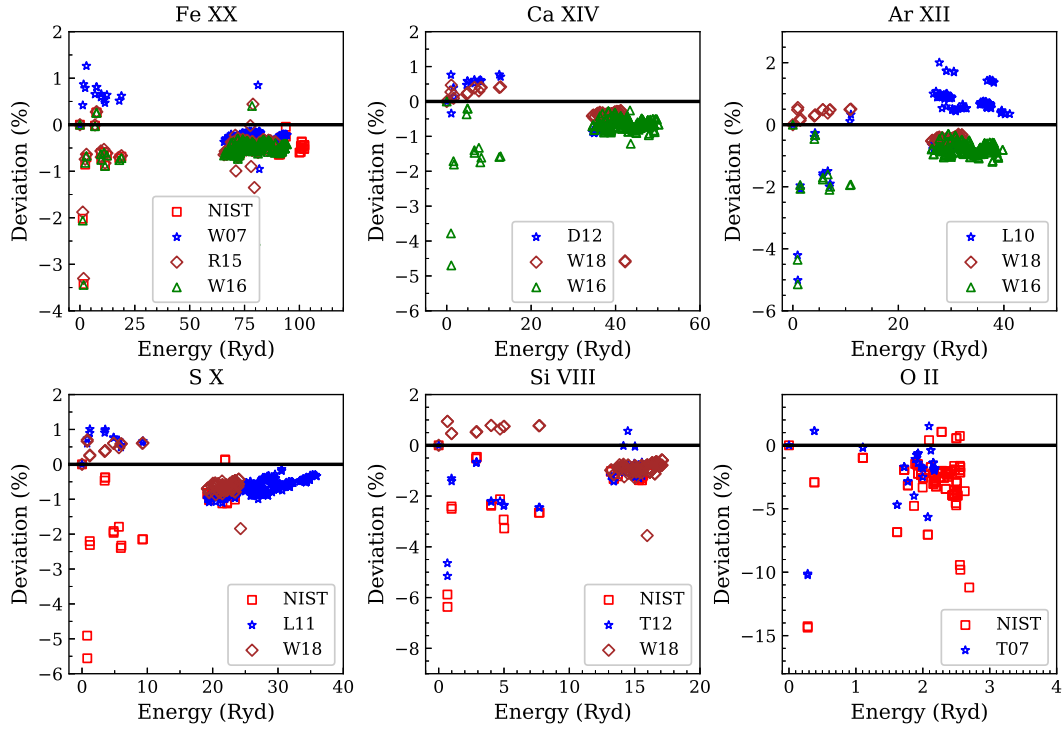 Fe XX
Ca XIV
Ar XII
Deviation (%)
2
1
0
−1
−2
−3
−4
NIST
W07
R15
W16
0
25
50
75
100
Energy (Ryd)
Deviation (%)
2
1
0
−1
−2
−3
−4
−5
−6
D12
W18
W16
0
20
40
60
Energy (Ryd)
Deviation (%)
2
0
−2
−4
−6
L10
W18
W16
0
20
40
Energy (Ryd)
S X
Si VIII
O II
Deviation (%)
2
1
0
−1
−2
−3
−4
−5
−6
NIST
L11
W18
0
10
20
30
40
Energy (Ryd)
Deviation (%)
2
0
−2
−4
−6
−8
NIST
T12
W18
0
5
10
15
20
Energy (Ryd)
Deviation (%)
0
−5
−10
−15
NIST
T07
0
1
2
3
4
Energy (Ryd)